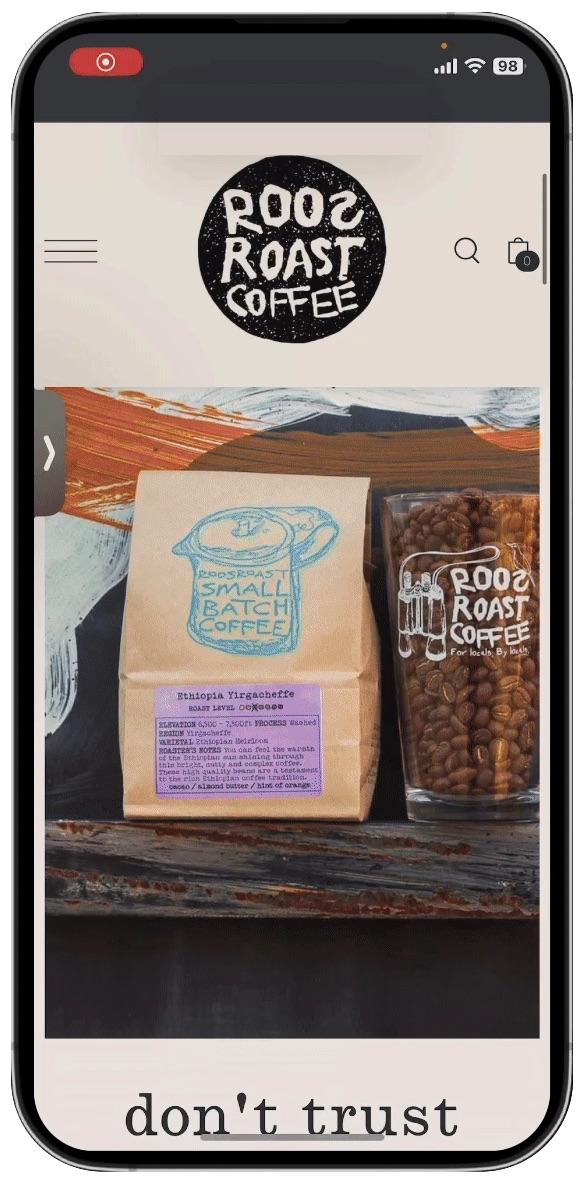 98
ROOS
ROAST
COFFEE
0
ROOSROAST
SMALL
BATCH
COFFEE
Ethiopia Yirgacheffe
ROAST LEVEL
ELEVATION 6,500 - 7,500ft PROCESS Washed
REGION Yirgacheffe
VARIETAL Ethiopian Heirloom
ROASTER'S NOTES You can feel the warmth
of the Ethiopian sun shining through
this bright, nutty and complex coffee.
These high quality beans are a testament
to the rich Ethiopian coffee tradition.
cacao / almond butter / hint of orange
ROOS
ROAST
COFFEE
For locals. By locals.
don't trust